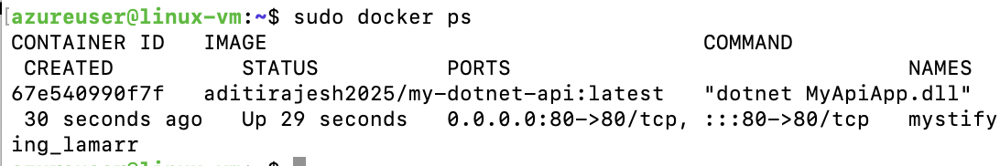 [azureuser@linux-vm:~$ sudo docker ps
CONTAINER ID   IMAGE                                  COMMAND
 CREATED          STATUS          PORTS                               NAMES
67e540990f7f   aditirajesh2025/my-dotnet-api:latest   "dotnet MyApiApp.dll"
 30 seconds ago   Up 29 seconds   0.0.0.0:80->80/tcp, :::80->80/tcp   mystify
ing_lamarr